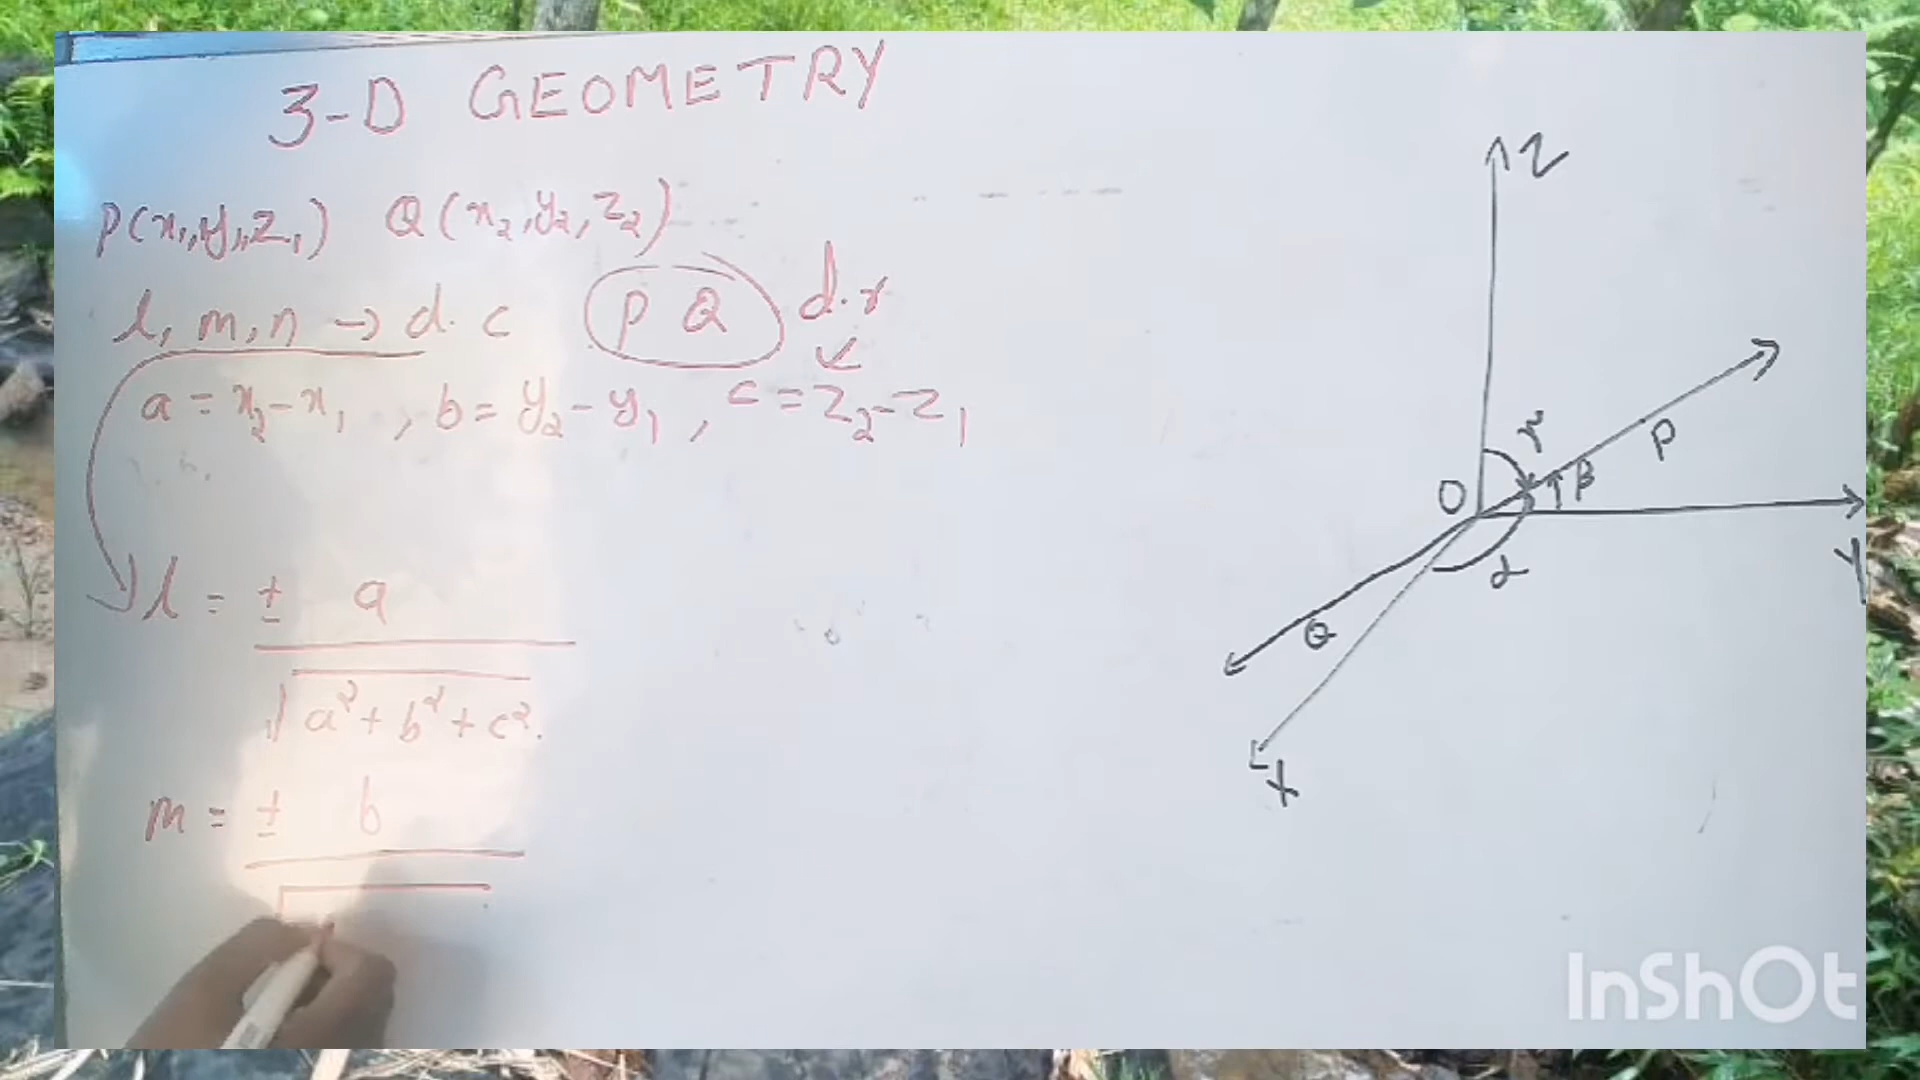 3-D GEOMETRY
P(x₁,y₁,z₁) Q(x₂,y₂,z₂)
l, m, n → d.c PQ d.r
a = x₂-x₁ , b = y₂-y₁ , c = z₂-z₁
l = ± a
√a²+b²+c².
m = ± b
√
Z
γ
P
β
O
Y
α
Q
X
InShOt